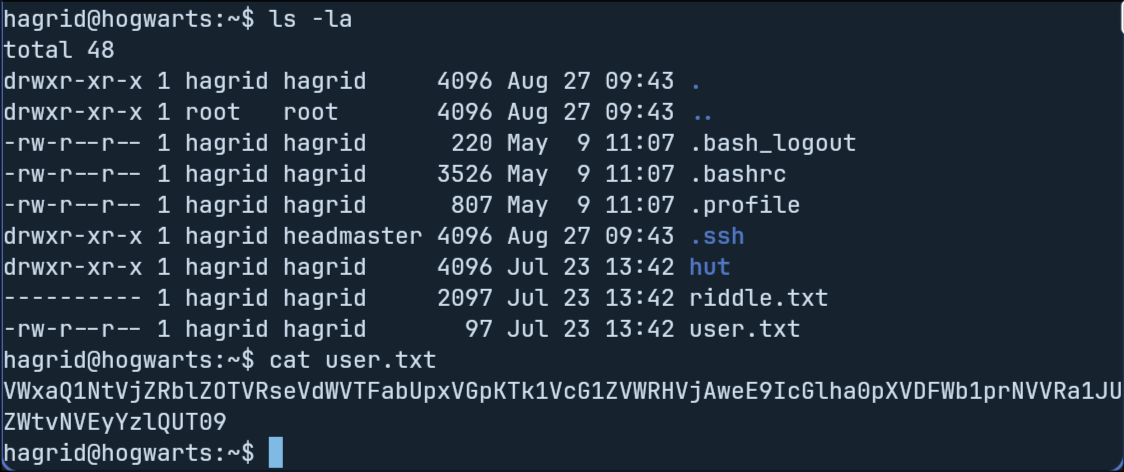 hagrid@hogwarts:~$ ls -la
total 48
drwxr-xr-x 1 hagrid hagrid     4096 Aug 27 09:43 .
drwxr-xr-x 1 root   root       4096 Aug 27 09:43 ..
-rw-r--r-- 1 hagrid hagrid      220 May  9 11:07 .bash_logout
-rw-r--r-- 1 hagrid hagrid     3526 May  9 11:07 .bashrc
-rw-r--r-- 1 hagrid hagrid      807 May  9 11:07 .profile
drwxr-xr-x 1 hagrid headmaster 4096 Aug 27 09:43 .ssh
drwxr-xr-x 1 hagrid hagrid     4096 Jul 23 13:42 hut
---------- 1 hagrid hagrid     2097 Jul 23 13:42 riddle.txt
-rw-r--r-- 1 hagrid hagrid       97 Jul 23 13:42 user.txt
hagrid@hogwarts:~$ cat user.txt
VWxaQ1NtVjZRblZOTVRseVdWVTFabUpxVGpKTk1VcG1ZVWRHVjAweE9IcGlha0pXVDFWb1prNVVVRa1JU
ZWtvNVEyYzlQUT09
hagrid@hogwarts:~$